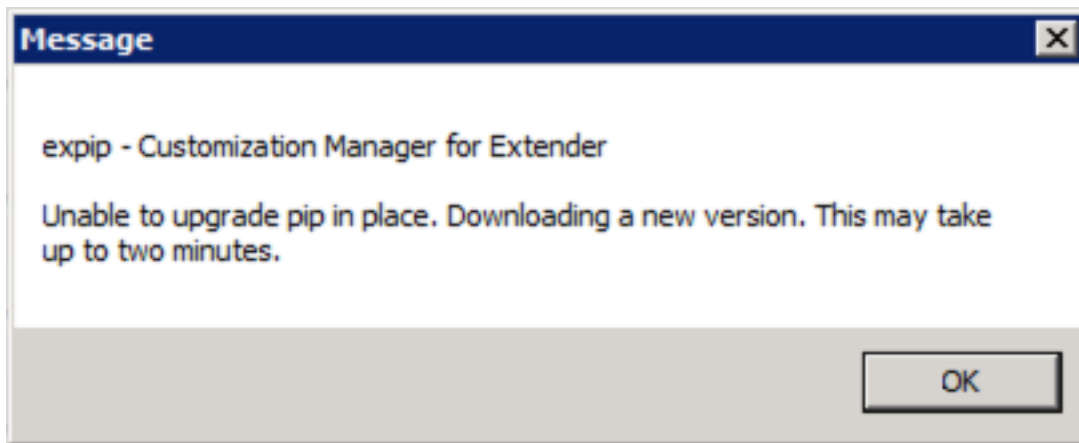 Message
expip - Customization Manager for Extender
Unable to upgrade pip in place. Downloading a new version. This may take
up to two minutes.
OK